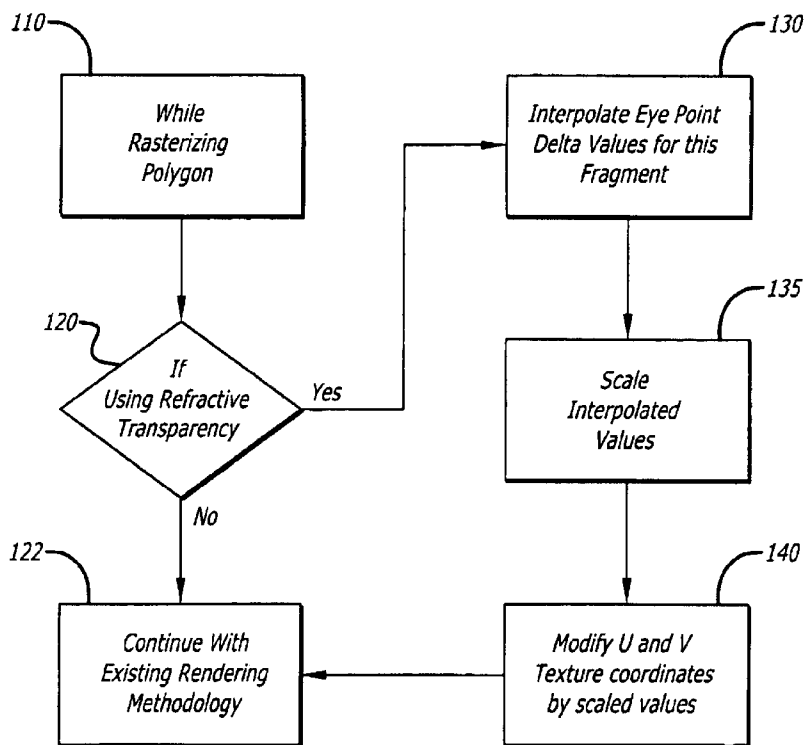 110
While
Rasterizing
Polygon
120
If
Using Refractive
Transparency
Yes
No
122
Continue With
Existing Rendering
Methodology
130
Interpolate Eye Point
Delta Values for this
Fragment
135
Scale
Interpolated
Values
140
Modify U and V
Texture coordinates
by scaled values